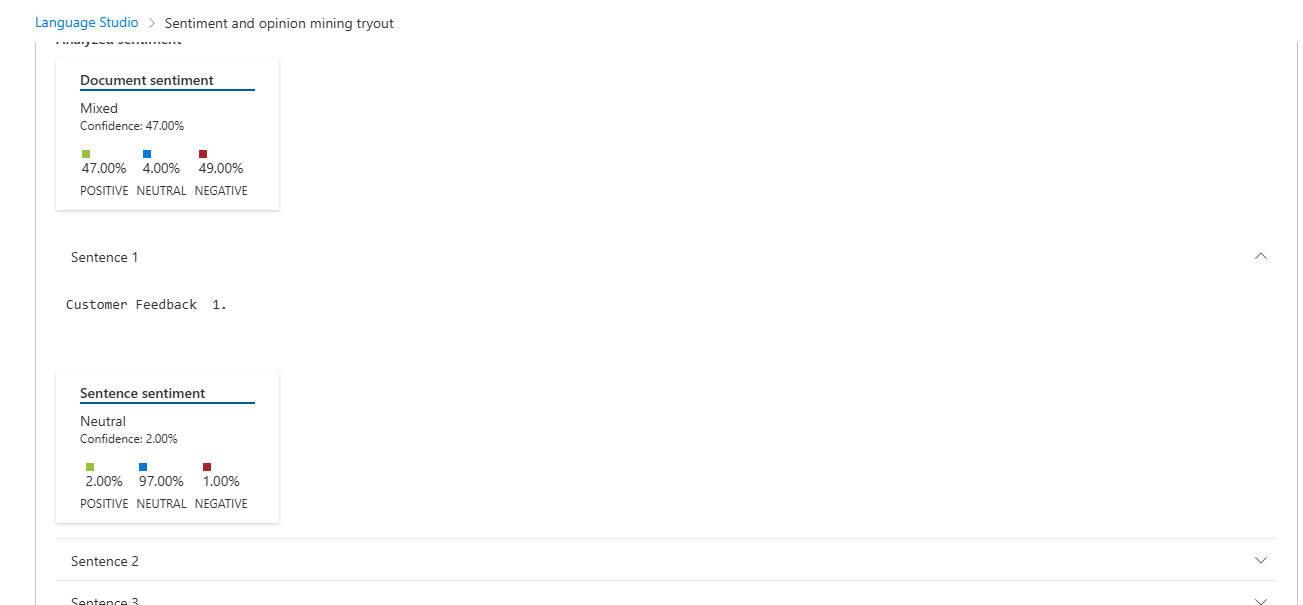 Language Studio > Sentiment and opinion mining tryout
Analyzed sentiment
Document sentiment
Mixed
Confidence: 47.00%
47.00% 4.00% 49.00%
POSITIVE NEUTRAL NEGATIVE
Sentence 1
Customer Feedback  1.
Sentence sentiment
Neutral
Confidence: 2.00%
2.00% 97.00% 1.00%
POSITIVE NEUTRAL NEGATIVE
Sentence 2
Sentence 3